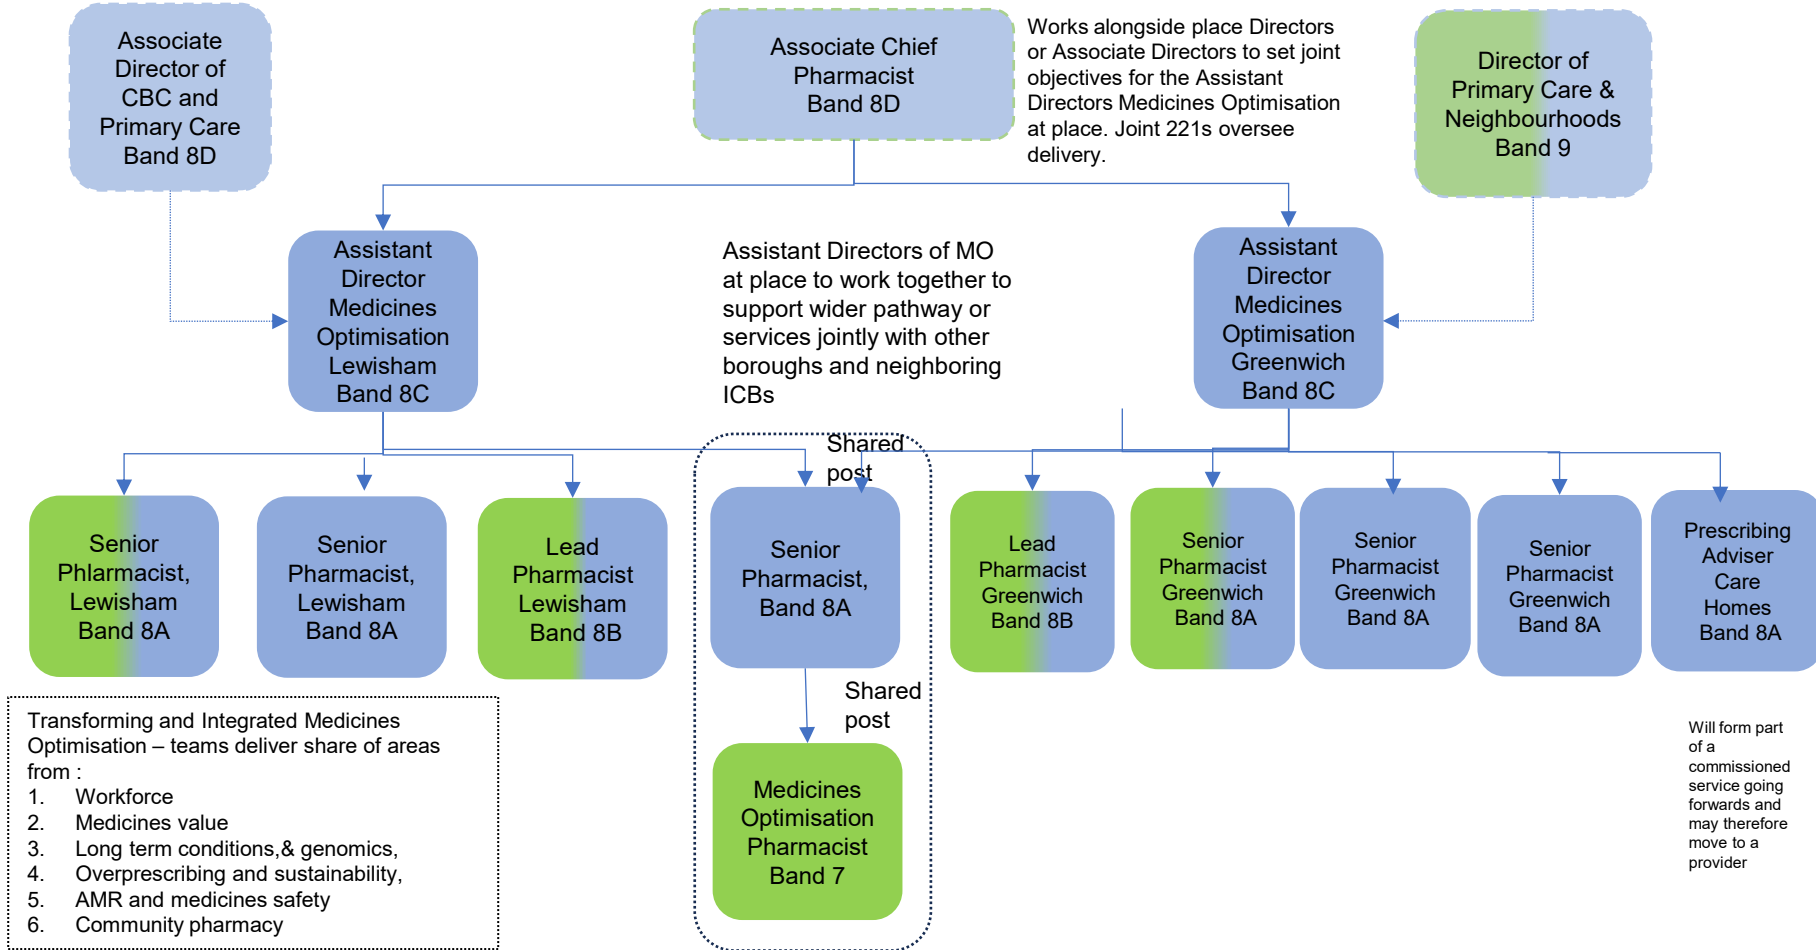 Associate
Director of
CBC and
Primary Care
Band 8D
Associate Chief
Pharmacist
Band 8D
Works alongside place Directors
or Associate Directors to set joint
objectives for the Assistant
Directors Medicines Optimisation
at place. Joint 221s oversee
delivery.
Director of
Primary Care &
Neighbourhoods
Band 9
Assistant
Director
Medicines
Optimisation
Lewisham
Band 8C
Assistant Directors of MO
at place to work together to
support wider pathway or
services jointly with other
boroughs and neighboring
ICBs
Assistant
Director
Medicines
Optimisation
Greenwich
Band 8C
Shared
post
Senior
Phlarmacist,
Lewisham
Band 8A
Senior
Pharmacist,
Lewisham
Band 8A
Lead
Pharmacist
Lewisham
Band 8B
Senior
Pharmacist,
Band 8A
Lead
Pharmacist
Greenwich
Band 8B
Senior
Pharmacist
Greenwich
Band 8A
Senior
Pharmacist
Greenwich
Band 8A
Senior
Pharmacist
Greenwich
Band 8A
Prescribing
Adviser
Care
Homes
Band 8A
Shared
post
Medicines
Optimisation
Pharmacist
Band 7
Transforming and Integrated Medicines
Optimisation – teams deliver share of areas
from :
1. Workforce
2. Medicines value
3. Long term conditions,& genomics,
4. Overprescribing and sustainability,
5. AMR and medicines safety
6. Community pharmacy
Will form part
of a
commissioned
service going
forwards and
may therefore
move to a
provider